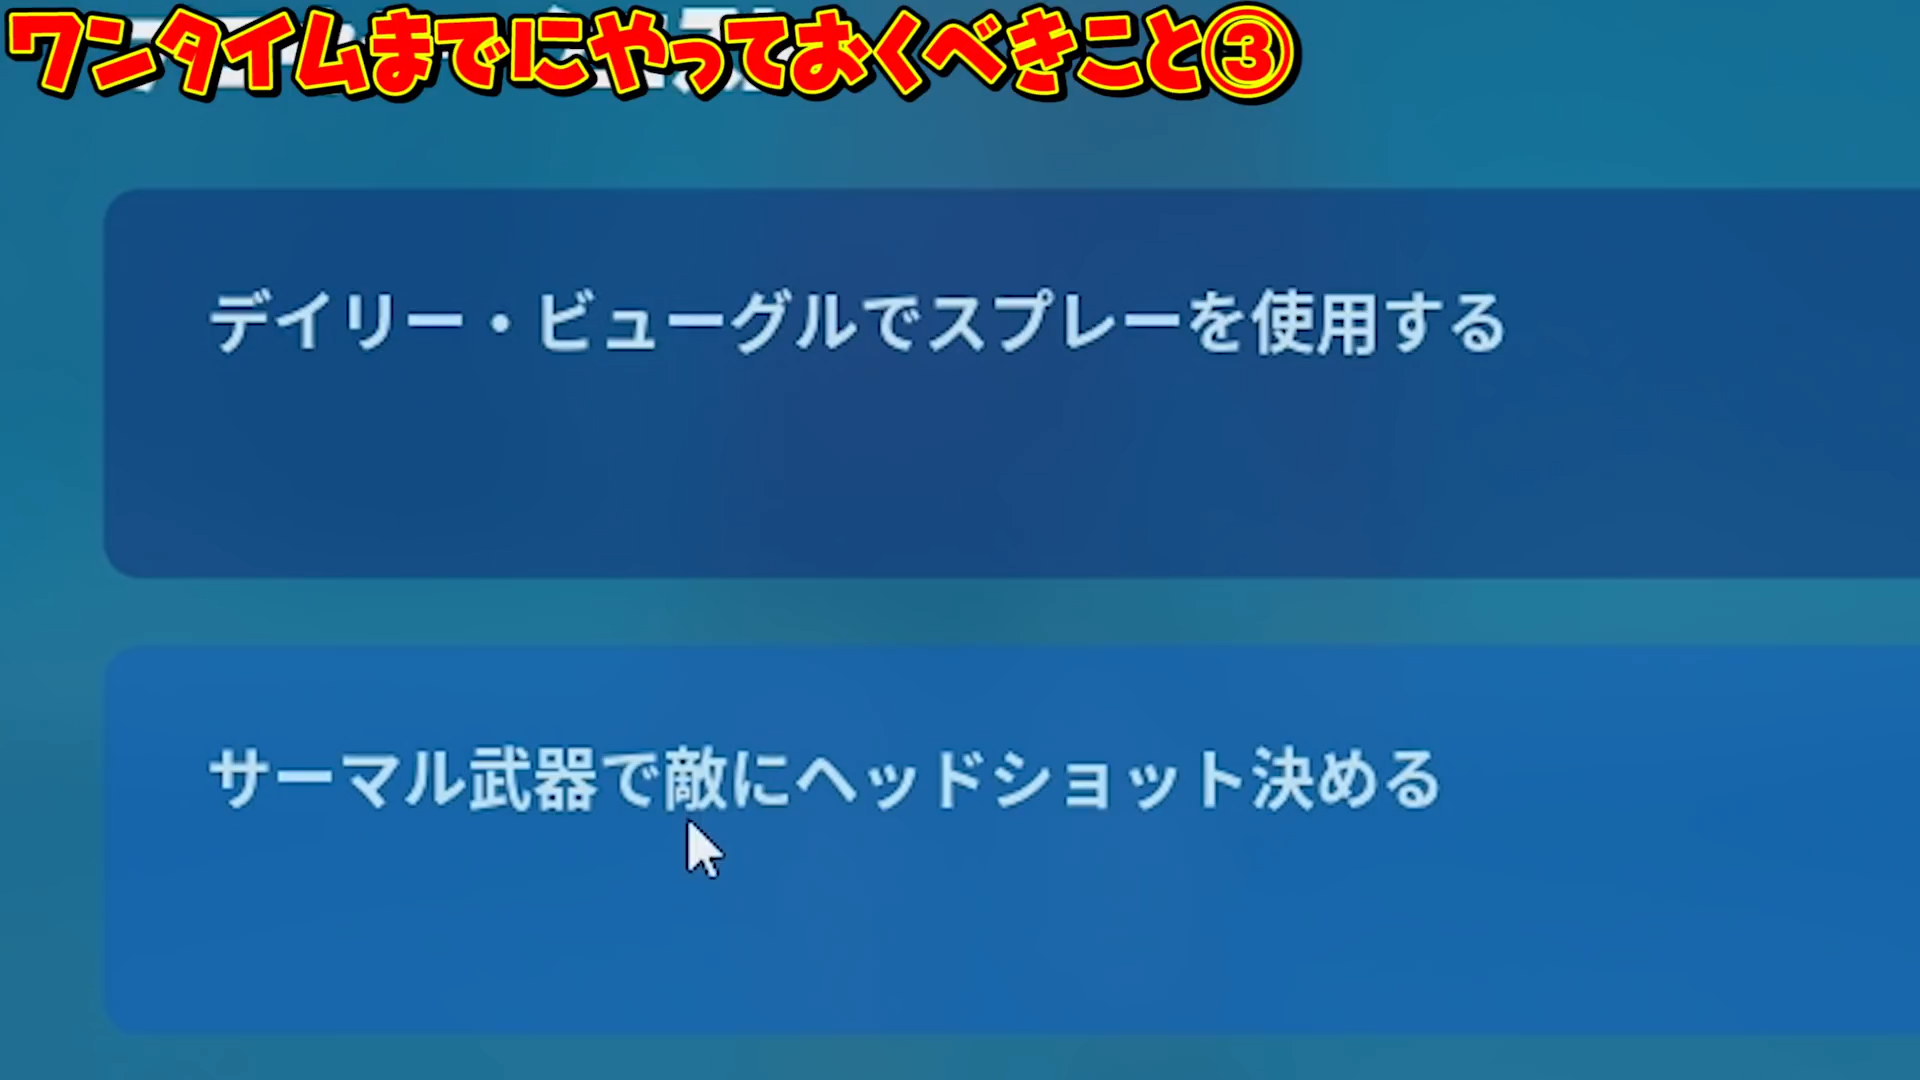 ワンタイムまでにやっておくべきこと③
デイリー・ビューグルでスプレーを使用する
サーマル武器で敵にヘッドショット決める